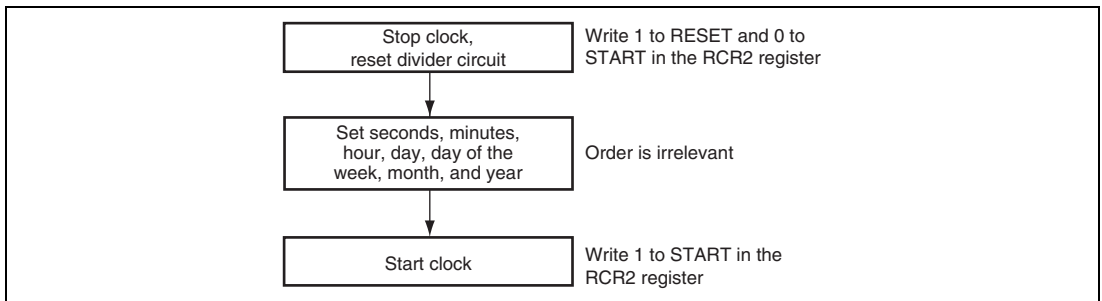 Stop clock,
reset divider circuit
Write 1 to RESET and 0 to
START in the RCR2 register
Set seconds, minutes,
hour, day, day of the
week, month, and year
Order is irrelevant
Start clock
Write 1 to START in the
RCR2 register